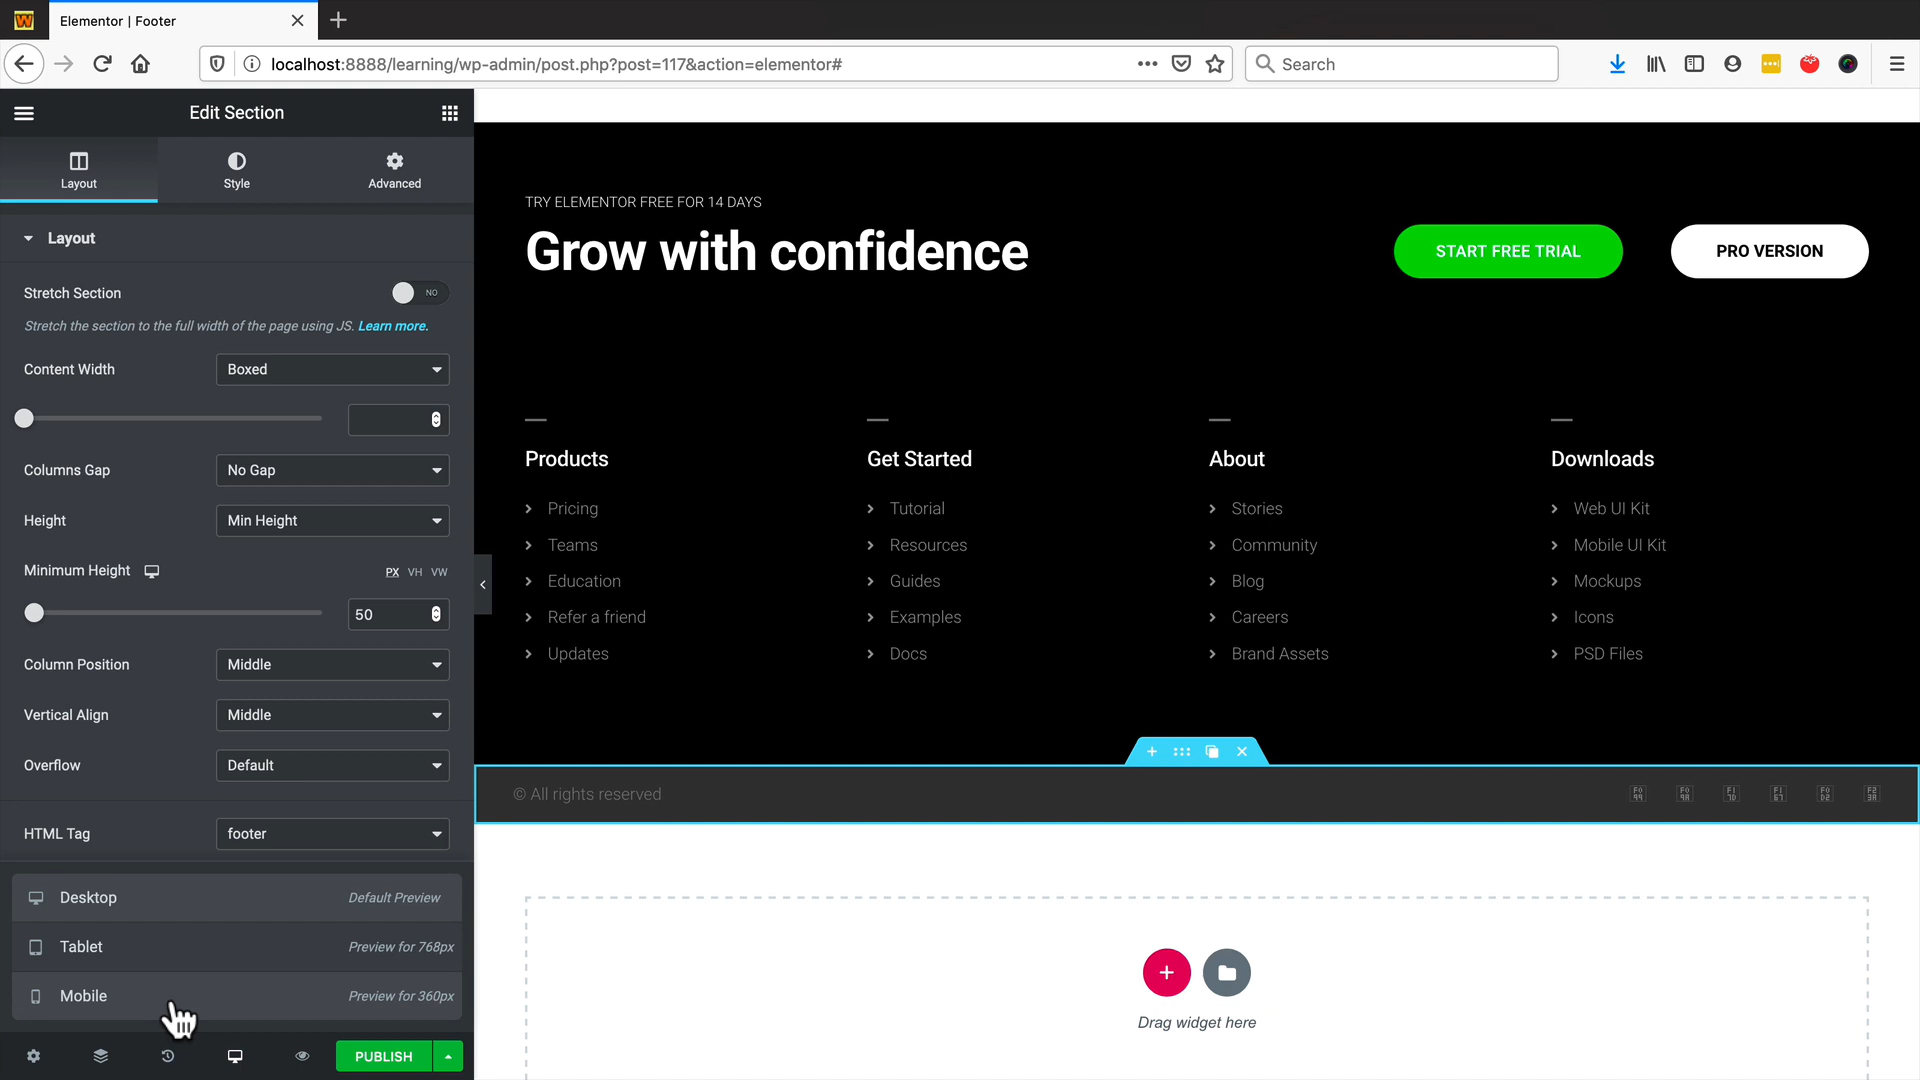 Elementor | Footer
localhost:8888/learning/wp-admin/post.php?post=117&action=elementor#
Search
Edit Section
Layout
Style
Advanced
Layout
Stretch Section
NO
Stretch the section to the full width of the page using JS. Learn more.
Content Width
Boxed
Columns Gap
No Gap
Height
Min Height
Minimum Height
PX VH VW
50
Column Position
Middle
Vertical Align
Middle
Overflow
Default
HTML Tag
footer
Desktop
Default Preview
Tablet
Preview for 768px
Mobile
Preview for 360px
PUBLISH
TRY ELEMENTOR FREE FOR 14 DAYS
Grow with confidence
START FREE TRIAL
PRO VERSION
Products
Pricing
Teams
Education
Refer a friend
Updates
Get Started
Tutorial
Resources
Guides
Examples
Docs
About
Stories
Community
Blog
Careers
Brand Assets
Downloads
Web UI Kit
Mobile UI Kit
Mockups
Icons
PSD Files
© All rights reserved
Drag widget here